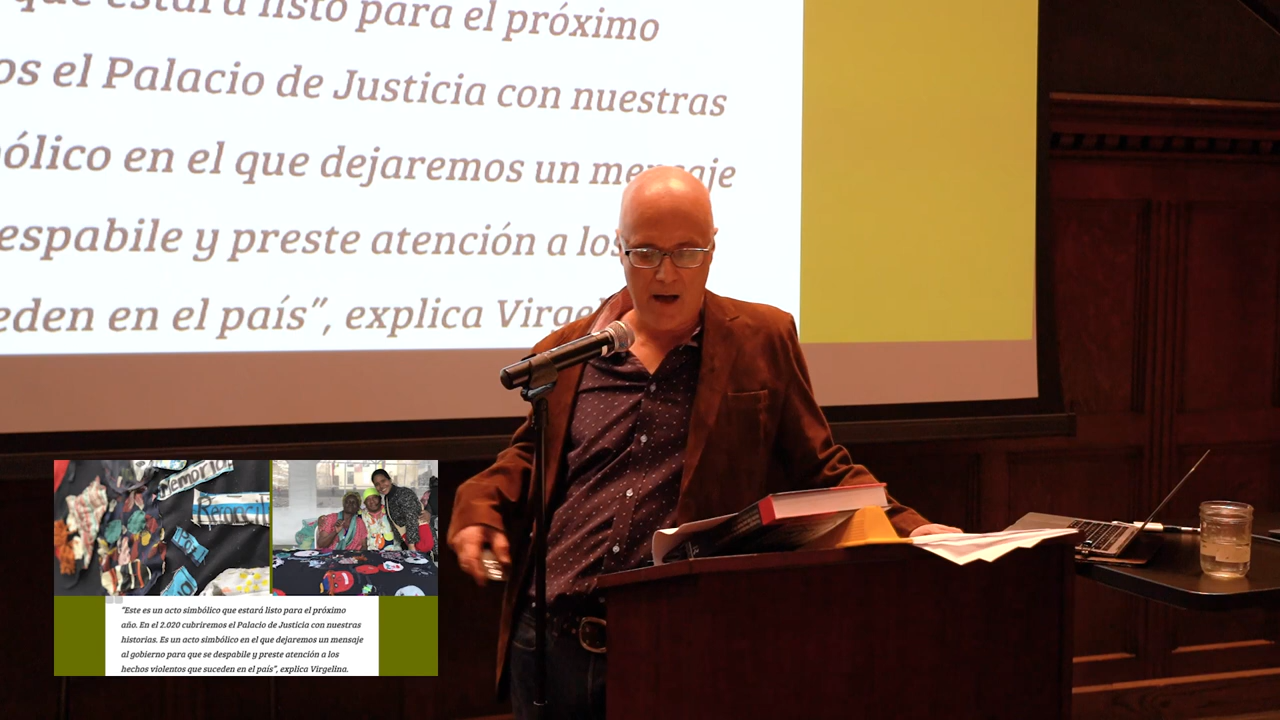 que estará listo para el próximo
os el Palacio de Justicia con nuestras
ólico en el que dejaremos un mensaje
espabile y preste atención a los
eden en el país”, explica Virgel
Memoria
Reconcil
“Este es un acto simbólico que estará listo para el próximo
año. En el 2.020 cubriremos el Palacio de Justicia con nuestras
historias. Es un acto simbólico en el que dejaremos un mensaje
al gobierno para que se despabile y preste atención a los
hechos violentos que suceden en el país”, explica Virgelina.